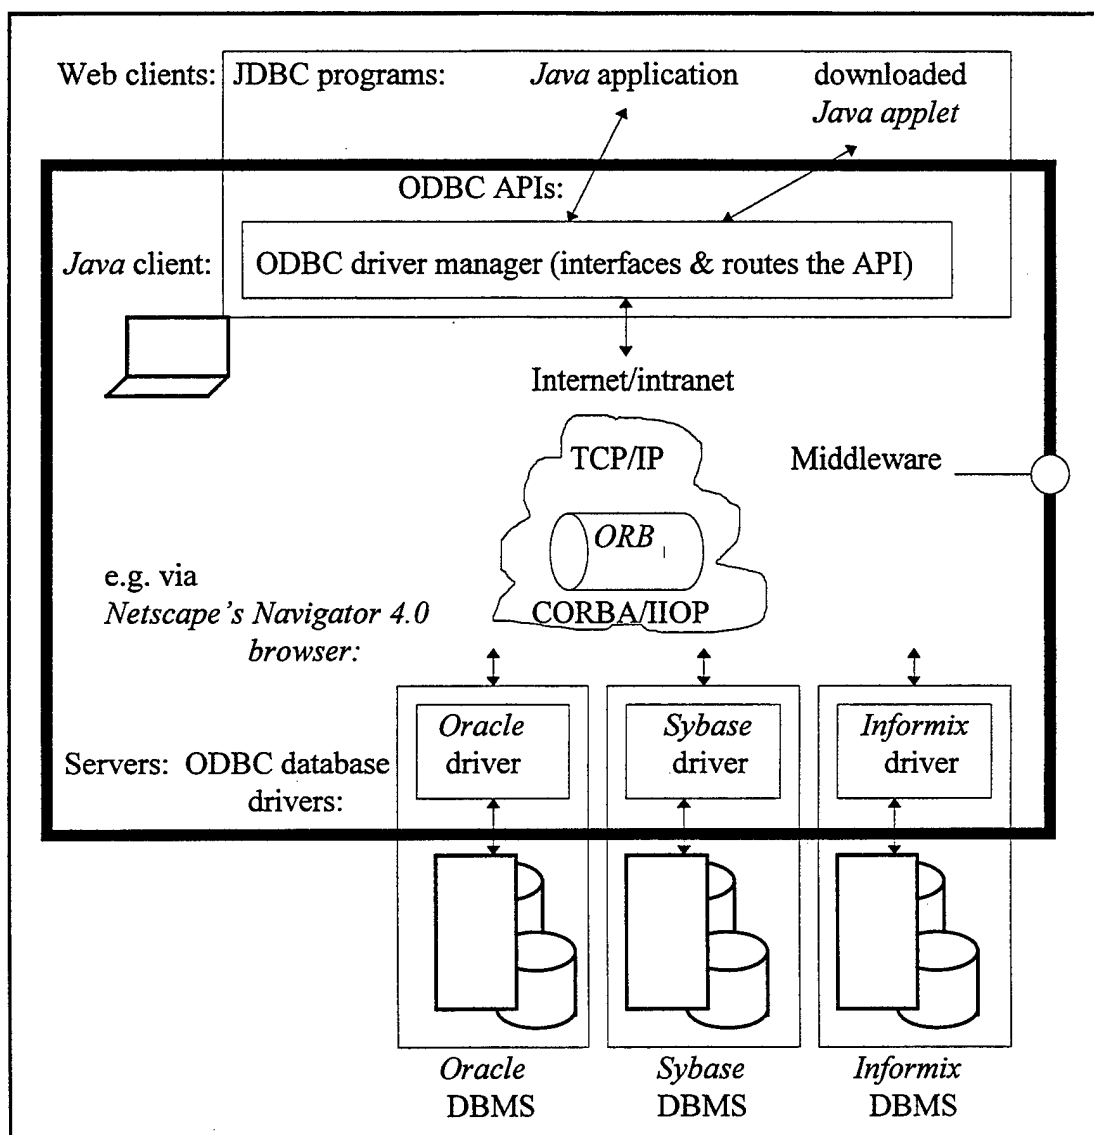 Web clients: JDBC programs: Java application downloaded
Java applet
ODBC APIs:
Java client: ODBC driver manager (interfaces & routes the API)
Internet/intranet
TCP/IP Middleware
ORB
e.g. via
Netscape's Navigator 4.0 CORBA/IIOP
browser:
Oracle Sybase Informix
Servers: ODBC database driver driver driver
drivers:
Oracle Sybase Informix
DBMS DBMS DBMS